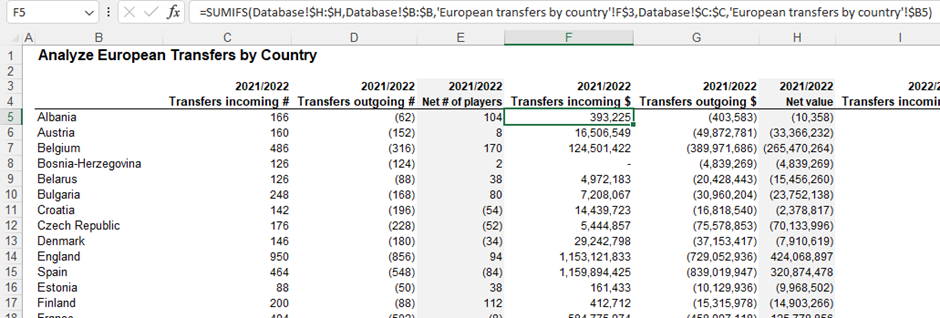 F5 fx =SUMIFS(Database!$H:$H,Database!$B:$B,'European transfers by country'!F$3,Database!$C:$C,'European transfers by country'!$B5)
A B C D E F G H I
1 Analyze European Transfers by Country
2
3 2021/2022 2021/2022 2021/2022 2021/2022 2021/2022 2021/2022 2022/2
4 Transfers incoming # Transfers outgoing # Net # of players Transfers incoming $ Transfers outgoing $ Net value Transfers incomin
5 Albania 166 (62) 104 393,225 (403,583) (10,358)
6 Austria 160 (152) 8 16,506,549 (49,872,781) (33,366,232)
7 Belgium 486 (316) 170 124,501,422 (389,971,686) (265,470,264)
8 Bosnia-Herzegovina 126 (124) 2 - (4,839,269) (4,839,269)
9 Belarus 126 (88) 38 4,972,183 (20,428,443) (15,456,260)
10 Bulgaria 248 (168) 80 7,208,067 (30,960,204) (23,752,138)
11 Croatia 142 (196) (54) 14,439,723 (16,818,540) (2,378,817)
12 Czech Republic 176 (228) (52) 5,444,857 (75,578,853) (70,133,996)
13 Denmark 146 (180) (34) 29,242,798 (37,153,417) (7,910,619)
14 England 950 (856) 94 1,153,121,833 (729,052,936) 424,068,897
15 Spain 464 (548) (84) 1,159,894,425 (839,019,947) 320,874,478
16 Estonia 88 (50) 38 161,433 (10,129,936) (9,968,502)
17 Finland 200 (88) 112 412,712 (15,315,978) (14,903,266)